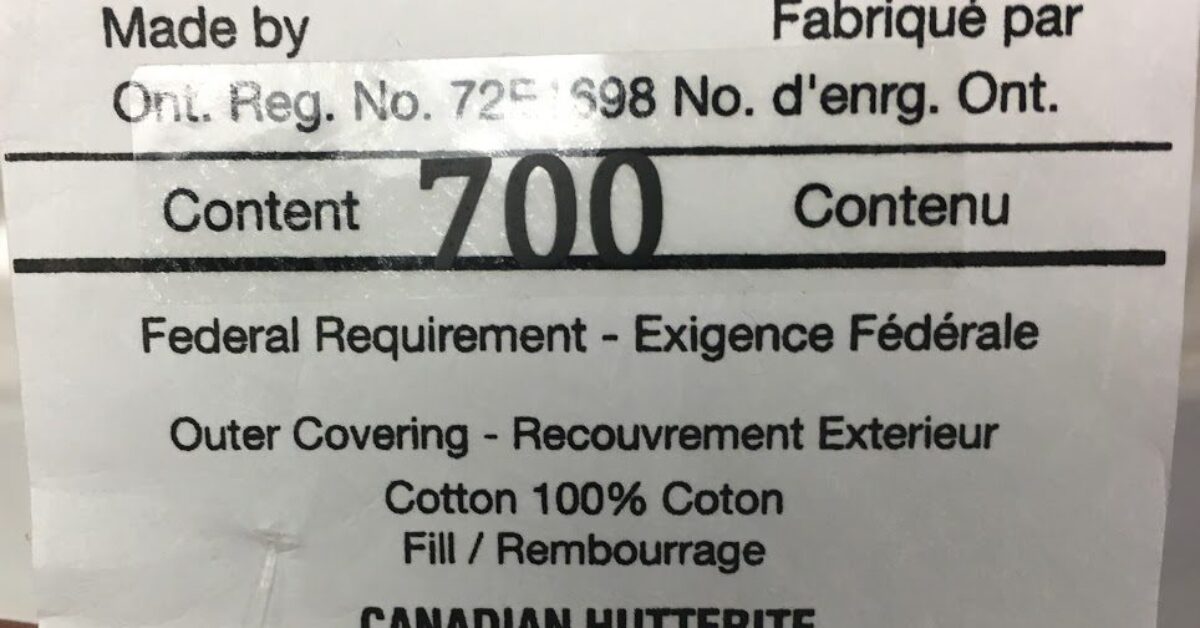 Made by Fabriqué par
Ont. Reg. No. No. d'enrg. Ont.
Content 700 Contenu
Federal Requirement - Exigence Fédérale
Outer Covering - Recouvrement Exterieur
Cotton 100% Coton
Fill / Rembourrage
CANADIAN HUTTERITE